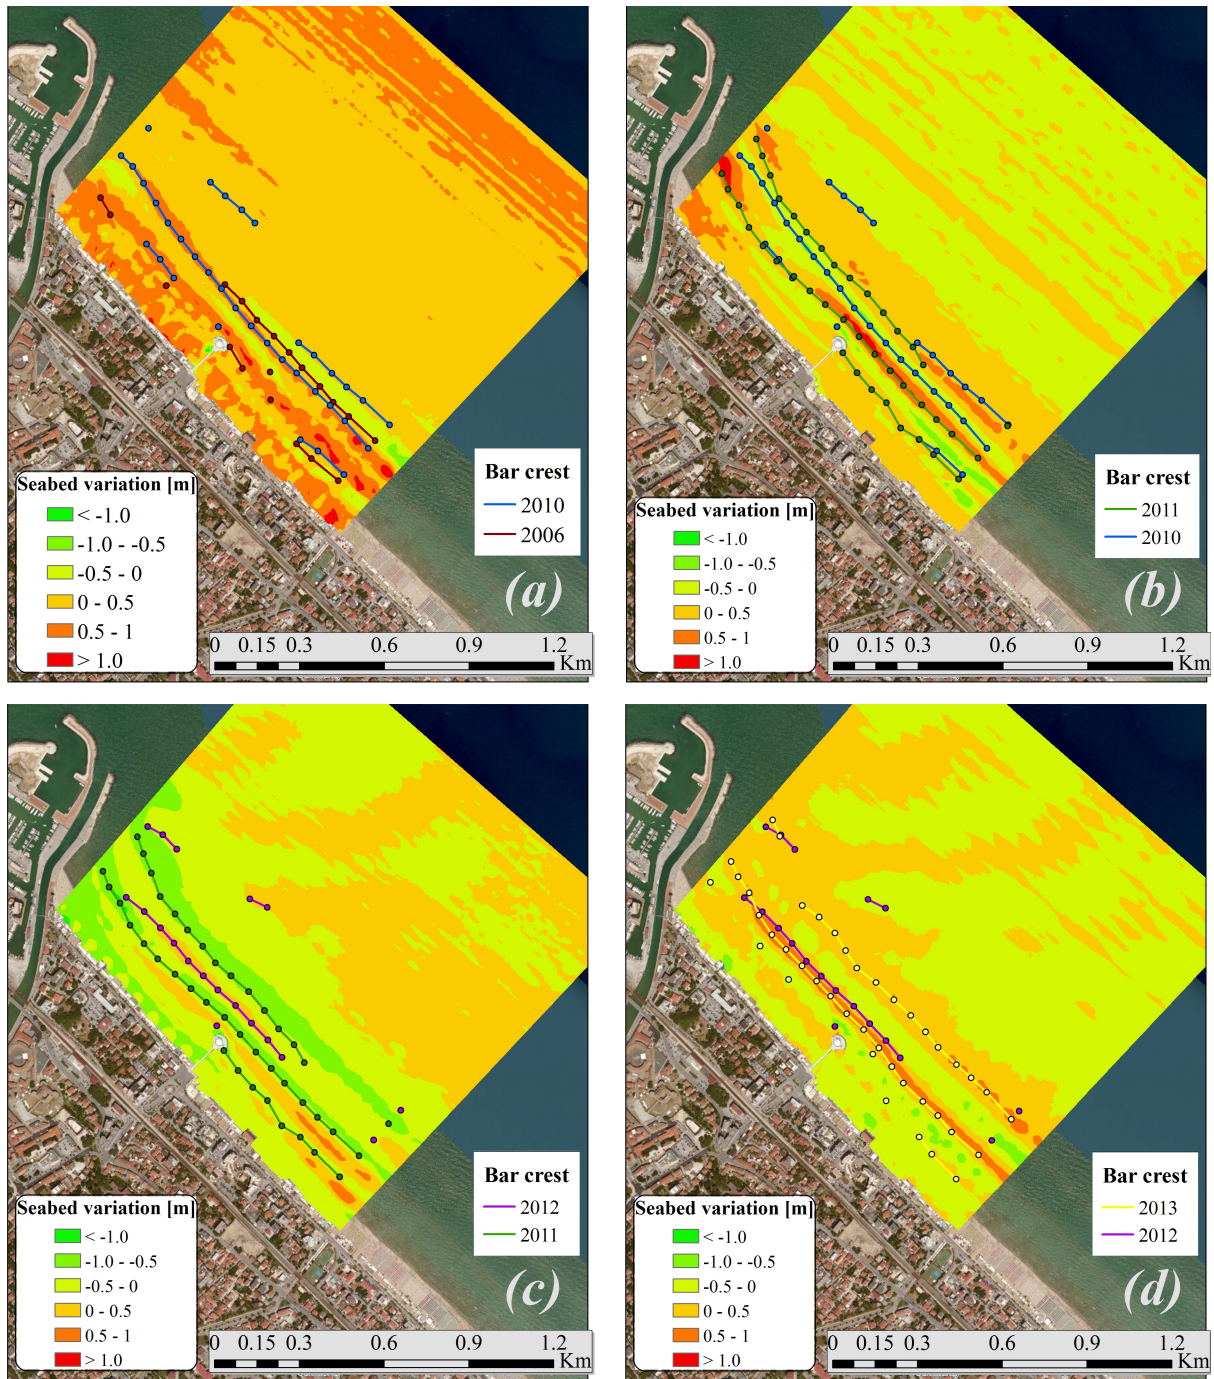 Bar crest
2010
2006
Seabed variation [m]
< -1.0
-1.0 - -0.5
-0.5 - 0
0 - 0.5
0.5 - 1
> 1.0
(a)
0 0.15 0.3 0.6 0.9 1.2
Km
Bar crest
2011
2010
Seabed variation [m]
< -1.0
-1.0 - -0.5
-0.5 - 0
0 - 0.5
0.5 - 1
> 1.0
(b)
0 0.15 0.3 0.6 0.9 1.2
Km
Bar crest
2012
2011
Seabed variation [m]
< -1.0
-1.0 - -0.5
-0.5 - 0
0 - 0.5
0.5 - 1
> 1.0
(c)
0 0.15 0.3 0.6 0.9 1.2
Km
Bar crest
2013
2012
Seabed variation [m]
< -1.0
-1.0 - -0.5
-0.5 - 0
0 - 0.5
0.5 - 1
> 1.0
(d)
0 0.15 0.3 0.6 0.9 1.2
Km